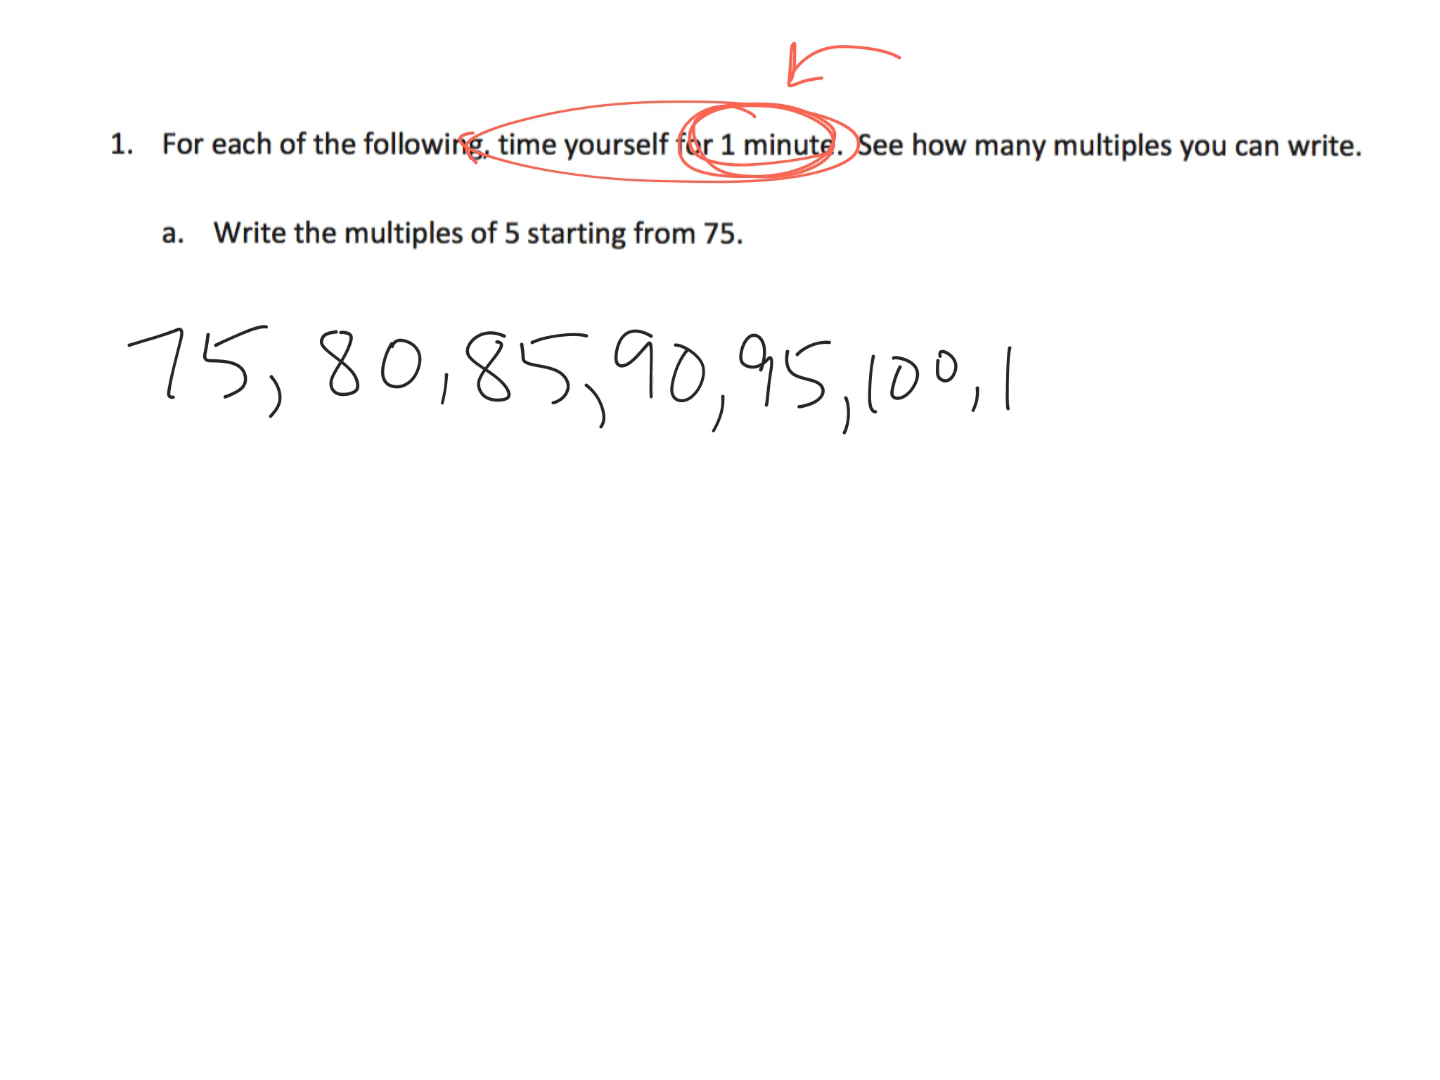 1. For each of the following, time yourself for 1 minute. See how many multiples you can write.
a. Write the multiples of 5 starting from 75.
75, 80, 85, 90, 95, 100, 1